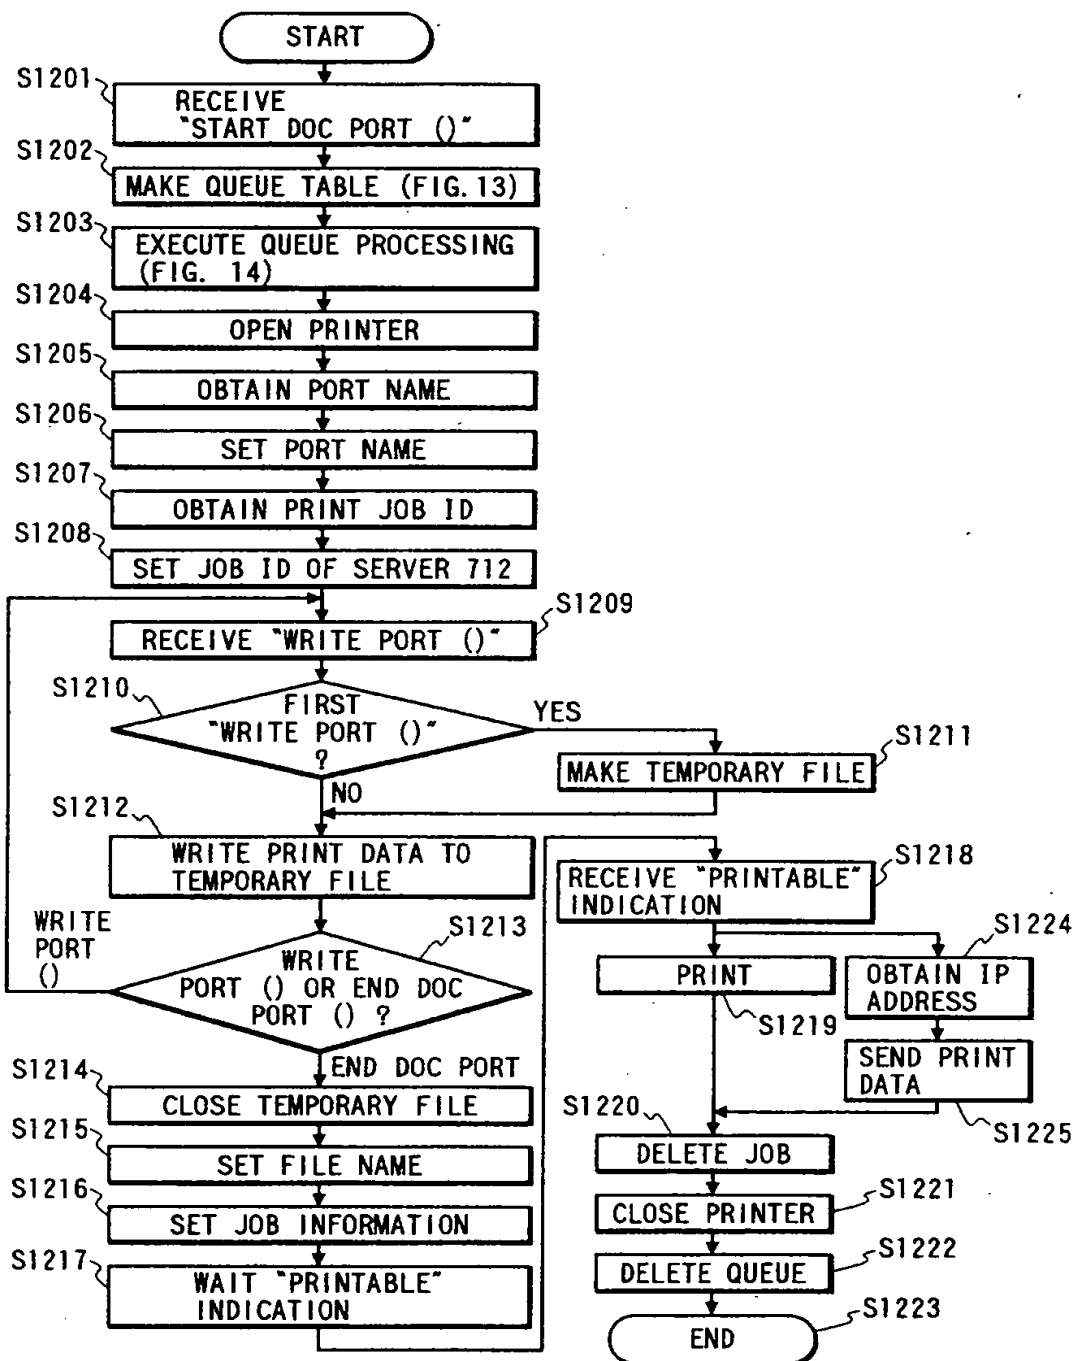 START
S1201
RECEIVE
"START DOC PORT ()"
S1202
MAKE QUEUE TABLE (FIG. 13)
S1203
EXECUTE QUEUE PROCESSING
(FIG. 14)
S1204
OPEN PRINTER
S1205
OBTAIN PORT NAME
S1206
SET PORT NAME
S1207
OBTAIN PRINT JOB ID
S1208
SET JOB ID OF SERVER 712
S1209
RECEIVE "WRITE PORT ()"
S1210
FIRST
"WRITE PORT ()"
?
YES
S1211
MAKE TEMPORARY FILE
NO
S1212
WRITE PRINT DATA TO
TEMPORARY FILE
S1213
WRITE
PORT () OR END DOC
PORT () ?
WRITE
PORT
()
END DOC PORT
S1214
CLOSE TEMPORARY FILE
S1215
SET FILE NAME
S1216
SET JOB INFORMATION
S1217
WAIT "PRINTABLE"
INDICATION
S1218
RECEIVE "PRINTABLE"
INDICATION
S1219
PRINT
S1224
OBTAIN IP
ADDRESS
SEND PRINT
DATA
S1225
S1220
DELETE JOB
S1221
CLOSE PRINTER
S1222
DELETE QUEUE
S1223
END